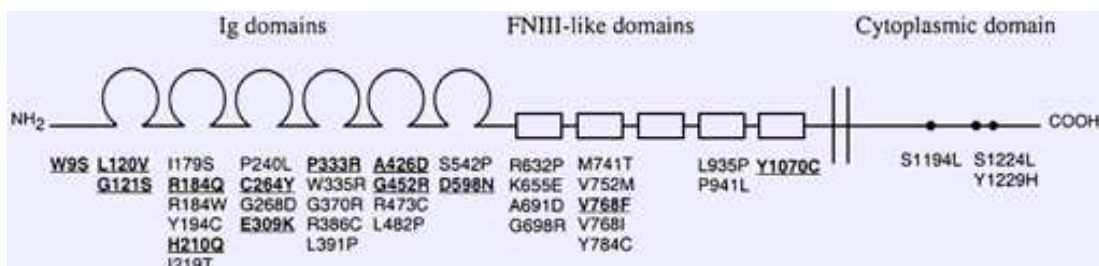 Ig domains FNIII-like domains Cytoplasmic domain
NH2 COOH
W9S L120V I179S P240L P333R A426D S542P R632P M741T L935P Y1070C S1194L S1224L
G121S R184Q C264Y W335R G452R D598N K655E V752M P941L Y1229H
R184W G268D G370R R473C A691D V768F
Y194C E309K R386C L482P G698R V768I
H210Q L391P Y784C
I219T